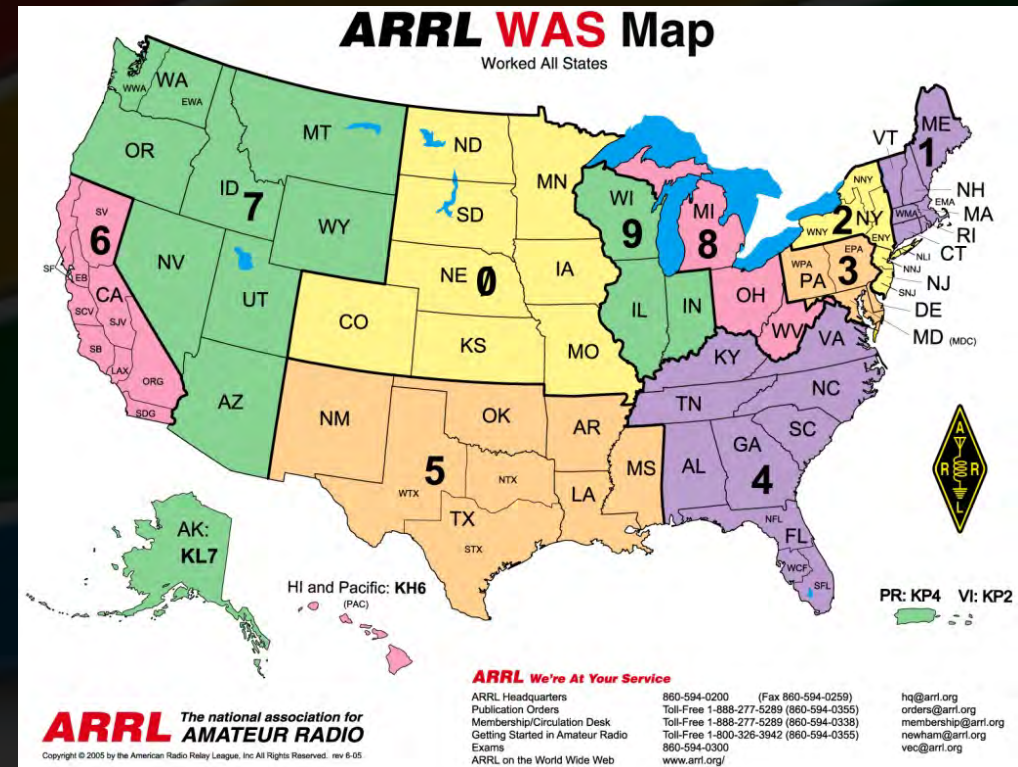 ARRL WAS Map
Worked All States
WA
WWA
EWA
OR
MT
ID
7
WY
NV
UT
AZ
6
SV
SF
EB
CA
SCV
SJV
SB
LAX
ORG
SDG
ND
SD
MN
NE
0
IA
CO
KS
MO
WI
9
IL
IN
MI
8
OH
WV
VT
ME
1
NH
EMA
MA
WMA
RI
CT
NNY
2
NY
WNY
ENY
NLI
NNJ
NJ
SNJ
EPA
WPA
PA
3
DE
MD (MDC)
KY
VA
TN
NC
SC
GA
AL
4
NFL
FL
WCF
SFL
NM
OK
AR
5
MS
WTX
NTX
LA
TX
STX
AK:
KL7
HI and Pacific: KH6
(PAC)
A
R R
L
PR: KP4 VI: KP2
ARRL We're At Your Service
ARRL Headquarters 860-594-0200 (Fax 860-594-0259) hq@arrl.org
Publication Orders Toll-Free 1-888-277-5289 (860-594-0355) orders@arrl.org
Membership/Circulation Desk Toll-Free 1-888-277-5289 (860-594-0338) membership@arrl.org
Getting Started in Amateur Radio Toll-Free 1-800-326-3942 (860-594-0355) newham@arrl.org
Exams 860-594-0300 vec@arrl.org
ARRL on the World Wide Web www.arrl.org/
ARRL The national association for
AMATEUR RADIO
Copyright © 2005 by the American Radio Relay League, Inc All Rights Reserved. rev 6-05